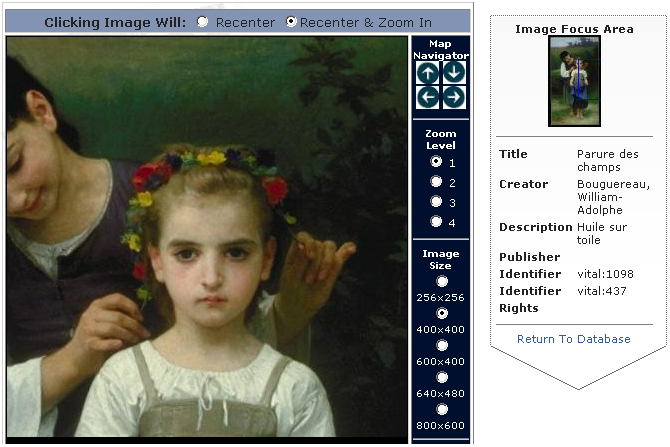 Clicking Image Will: Recenter Recenter & Zoom In
Map
Navigator
Zoom
Level
1
2
3
4
Image
Size
256x256
400x400
600x400
640x480
800x600
Image Focus Area
Title Parure des
champs
Creator Bouguereau,
William-
Adolphe
Description Huile sur
toile
Publisher
Identifier vital:1098
Identifier vital:437
Rights
Return To Database